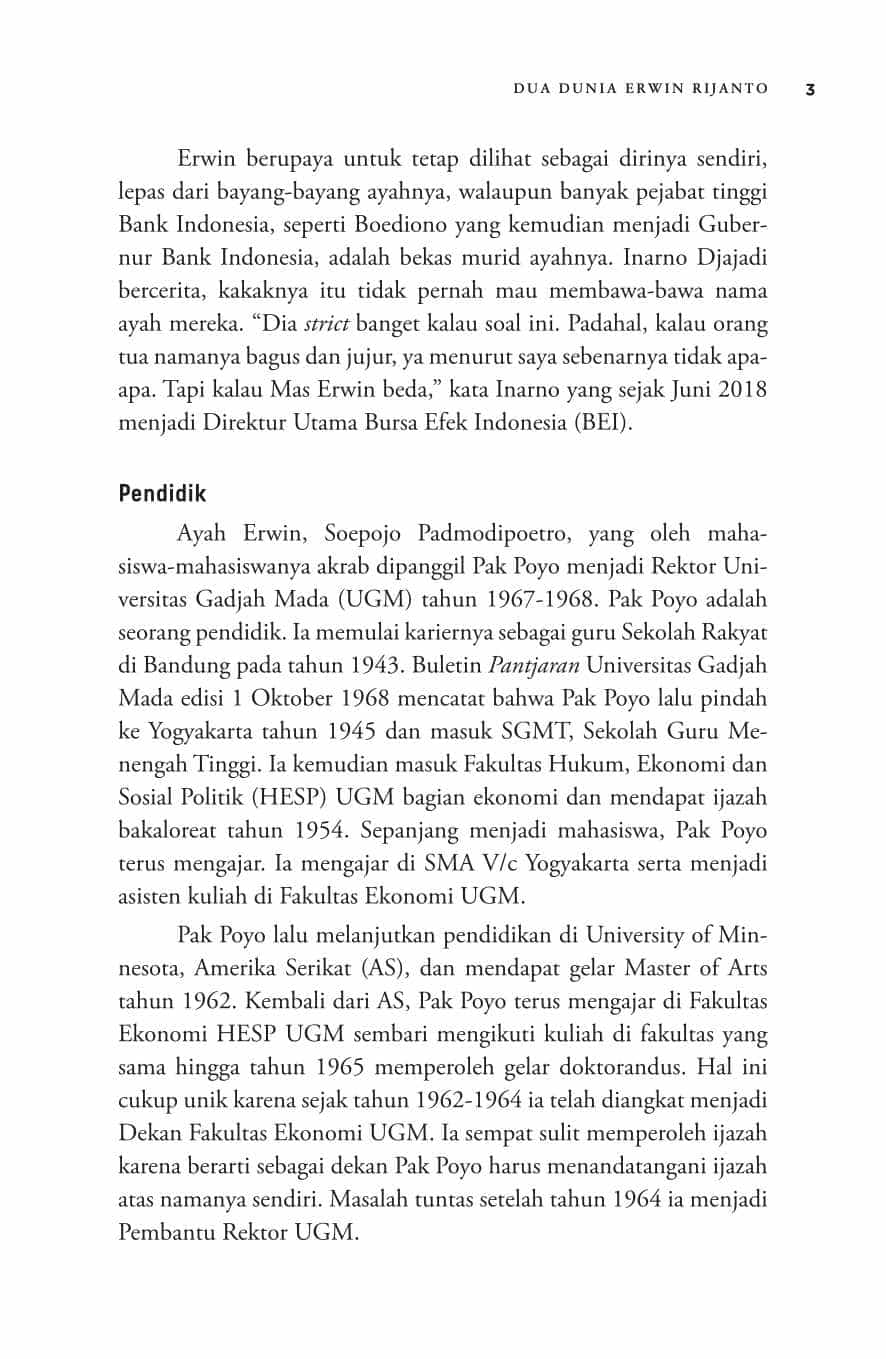 DUA DUNIA ERWIN RIJANTO 3
Erwin berupaya untuk tetap dilihat sebagai dirinya sendiri,
lepas dari bayang-bayang ayahnya, walaupun banyak pejabat tinggi
Bank Indonesia, seperti Boediono yang kemudian menjadi Guber-
nur Bank Indonesia, adalah bekas murid ayahnya. Inarno Djajadi
bercerita, kakaknya itu tidak pernah mau membawa-bawa nama
ayah mereka. “Dia strict banget kalau soal ini. Padahal, kalau orang
tua namanya bagus dan jujur, ya menurut saya sebenarnya tidak apa-
apa. Tapi kalau Mas Erwin beda,” kata Inarno yang sejak Juni 2018
menjadi Direktur Utama Bursa Efek Indonesia (BEI).
Pendidik
Ayah Erwin, Soepojo Padmodipoetro, yang oleh maha-
siswa-mahasiswanya akrab dipanggil Pak Poyo menjadi Rektor Uni-
versitas Gadjah Mada (UGM) tahun 1967-1968. Pak Poyo adalah
seorang pendidik. Ia memulai kariernya sebagai guru Sekolah Rakyat
di Bandung pada tahun 1943. Buletin Pantjaran Universitas Gadjah
Mada edisi 1 Oktober 1968 mencatat bahwa Pak Poyo lalu pindah
ke Yogyakarta tahun 1945 dan masuk SGMT, Sekolah Guru Me-
nengah Tinggi. Ia kemudian masuk Fakultas Hukum, Ekonomi dan
Sosial Politik (HESP) UGM bagian ekonomi dan mendapat ijazah
bakaloreat tahun 1954. Sepanjang menjadi mahasiswa, Pak Poyo
terus mengajar. Ia mengajar di SMA V/c Yogyakarta serta menjadi
asisten kuliah di Fakultas Ekonomi UGM.
Pak Poyo lalu melanjutkan pendidikan di University of Min-
nesota, Amerika Serikat (AS), dan mendapat gelar Master of Arts
tahun 1962. Kembali dari AS, Pak Poyo terus mengajar di Fakultas
Ekonomi HESP UGM sembari mengikuti kuliah di fakultas yang
sama hingga tahun 1965 memperoleh gelar doktorandus. Hal ini
cukup unik karena sejak tahun 1962-1964 ia telah diangkat menjadi
Dekan Fakultas Ekonomi UGM. Ia sempat sulit memperoleh ijazah
karena berarti sebagai dekan Pak Poyo harus menandatangani ijazah
atas namanya sendiri. Masalah tuntas setelah tahun 1964 ia menjadi
Pembantu Rektor UGM.